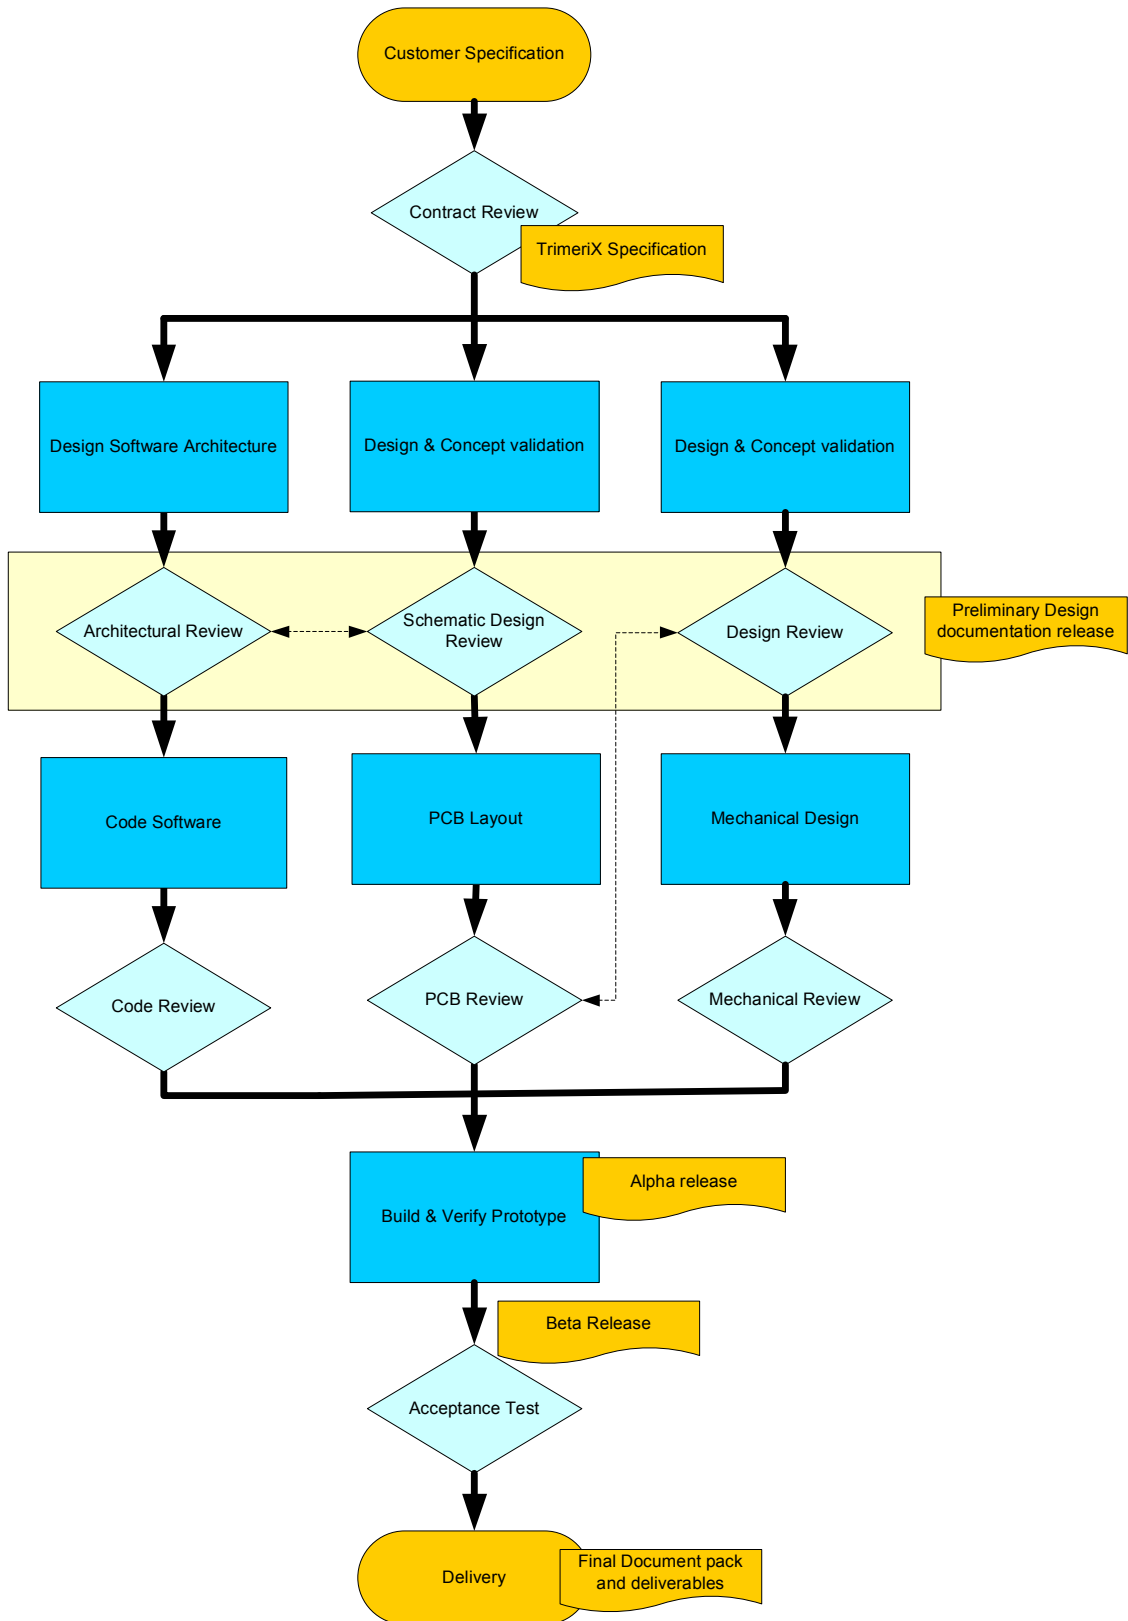 Customer Specification
Contract Review
TrimeriX Specification
Design Software Architecture
Design & Concept validation
Design & Concept validation
Architectural Review
Schematic Design
Review
Design Review
Preliminary Design
documentation release
Code Software
PCB Layout
Mechanical Design
Code Review
PCB Review
Mechanical Review
Alpha release
Build & Verify Prototype
Beta Release
Acceptance Test
Delivery
Final Document pack
and deliverables